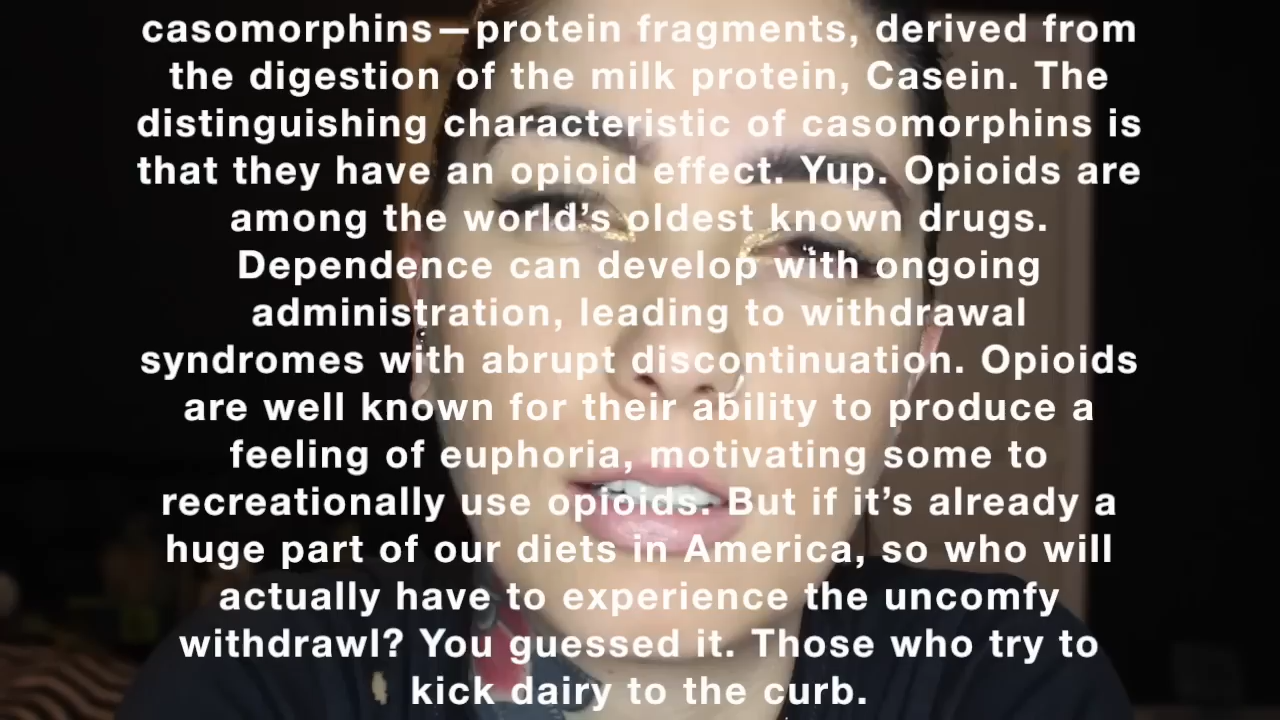 casomorphins—protein fragments, derived from
the digestion of the milk protein, Casein. The
distinguishing characteristic of casomorphins is
that they have an opioid effect. Yup. Opioids are
among the world’s oldest known drugs.
Dependence can develop with ongoing
administration, leading to withdrawal
syndromes with abrupt discontinuation. Opioids
are well known for their ability to produce a
feeling of euphoria, motivating some to
recreationally use opioids. But if it’s already a
huge part of our diets in America, so who will
actually have to experience the uncomfy
withdrawl? You guessed it. Those who try to
kick dairy to the curb.